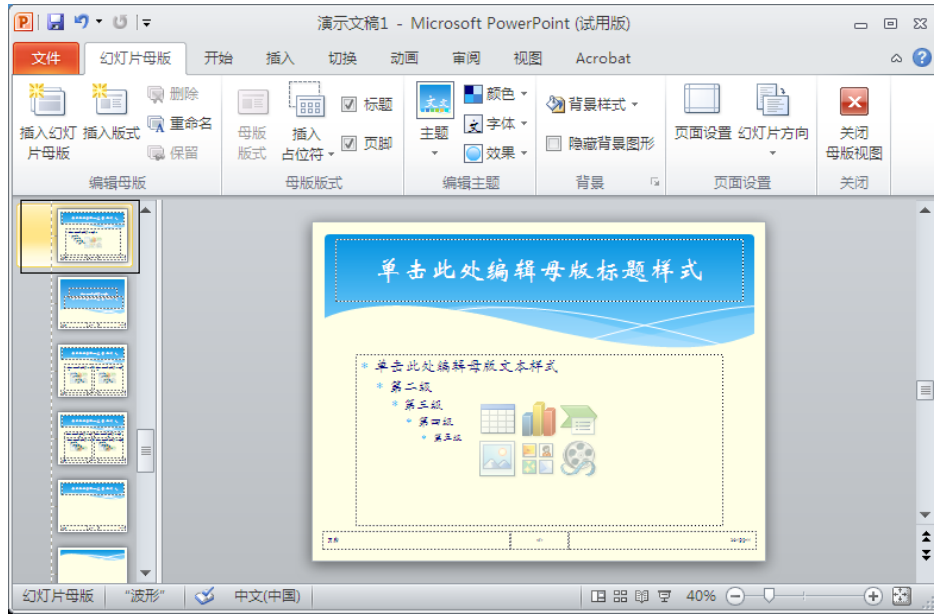 演示文稿1 - Microsoft PowerPoint (试用版)
文件 幻灯片母版 开始 插入 切换 动画 审阅 视图 Acrobat
插入幻灯片母版
插入版式
删除
重命名
保留
编辑母版
母版版式
插入占位符
标题
页脚
母版版式
主题
颜色
字体
效果
编辑主题
背景样式
隐藏背景图形
背景
页面设置
幻灯片方向
页面设置
关闭母版视图
关闭
单击此处编辑母版标题样式
单击此处编辑母版文本样式
第二级
第三级
第四级
第五级
幻灯片母版 "波形" 中文(中国) 40%